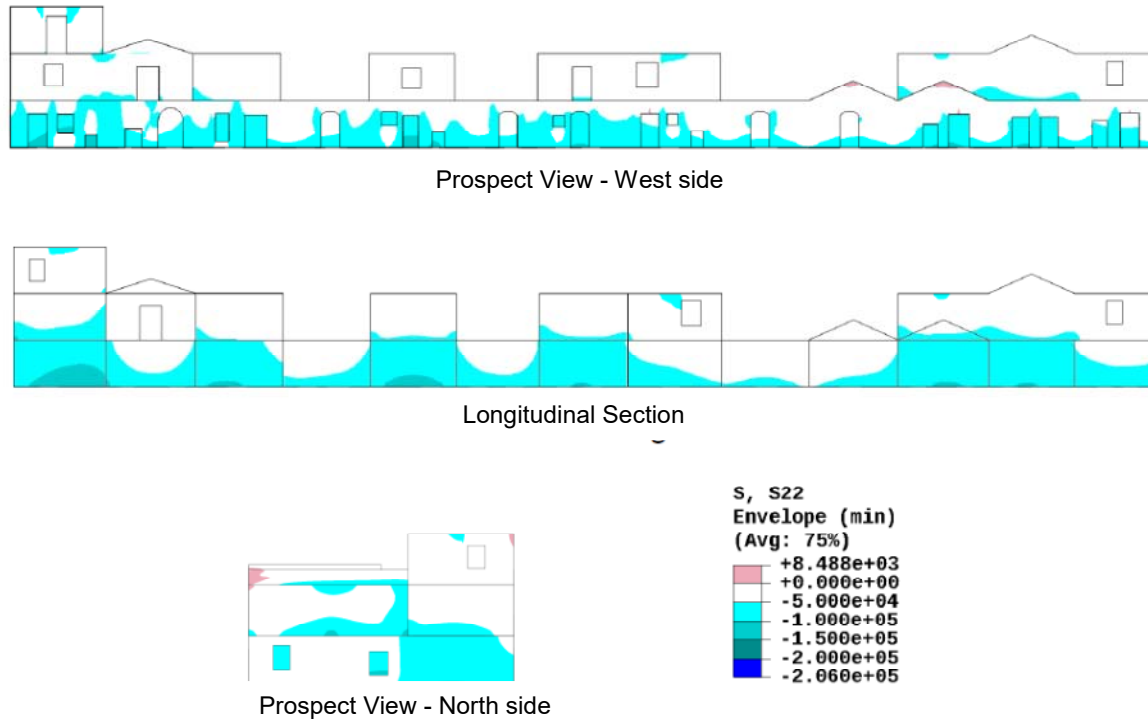 Prospect View - West side
Longitudinal Section
Prospect View - North side
S, S22
Envelope (min)
(Avg: 75%)
+8.488e+03
+0.000e+00
-5.000e+04
-1.000e+05
-1.500e+05
-2.000e+05
-2.060e+05